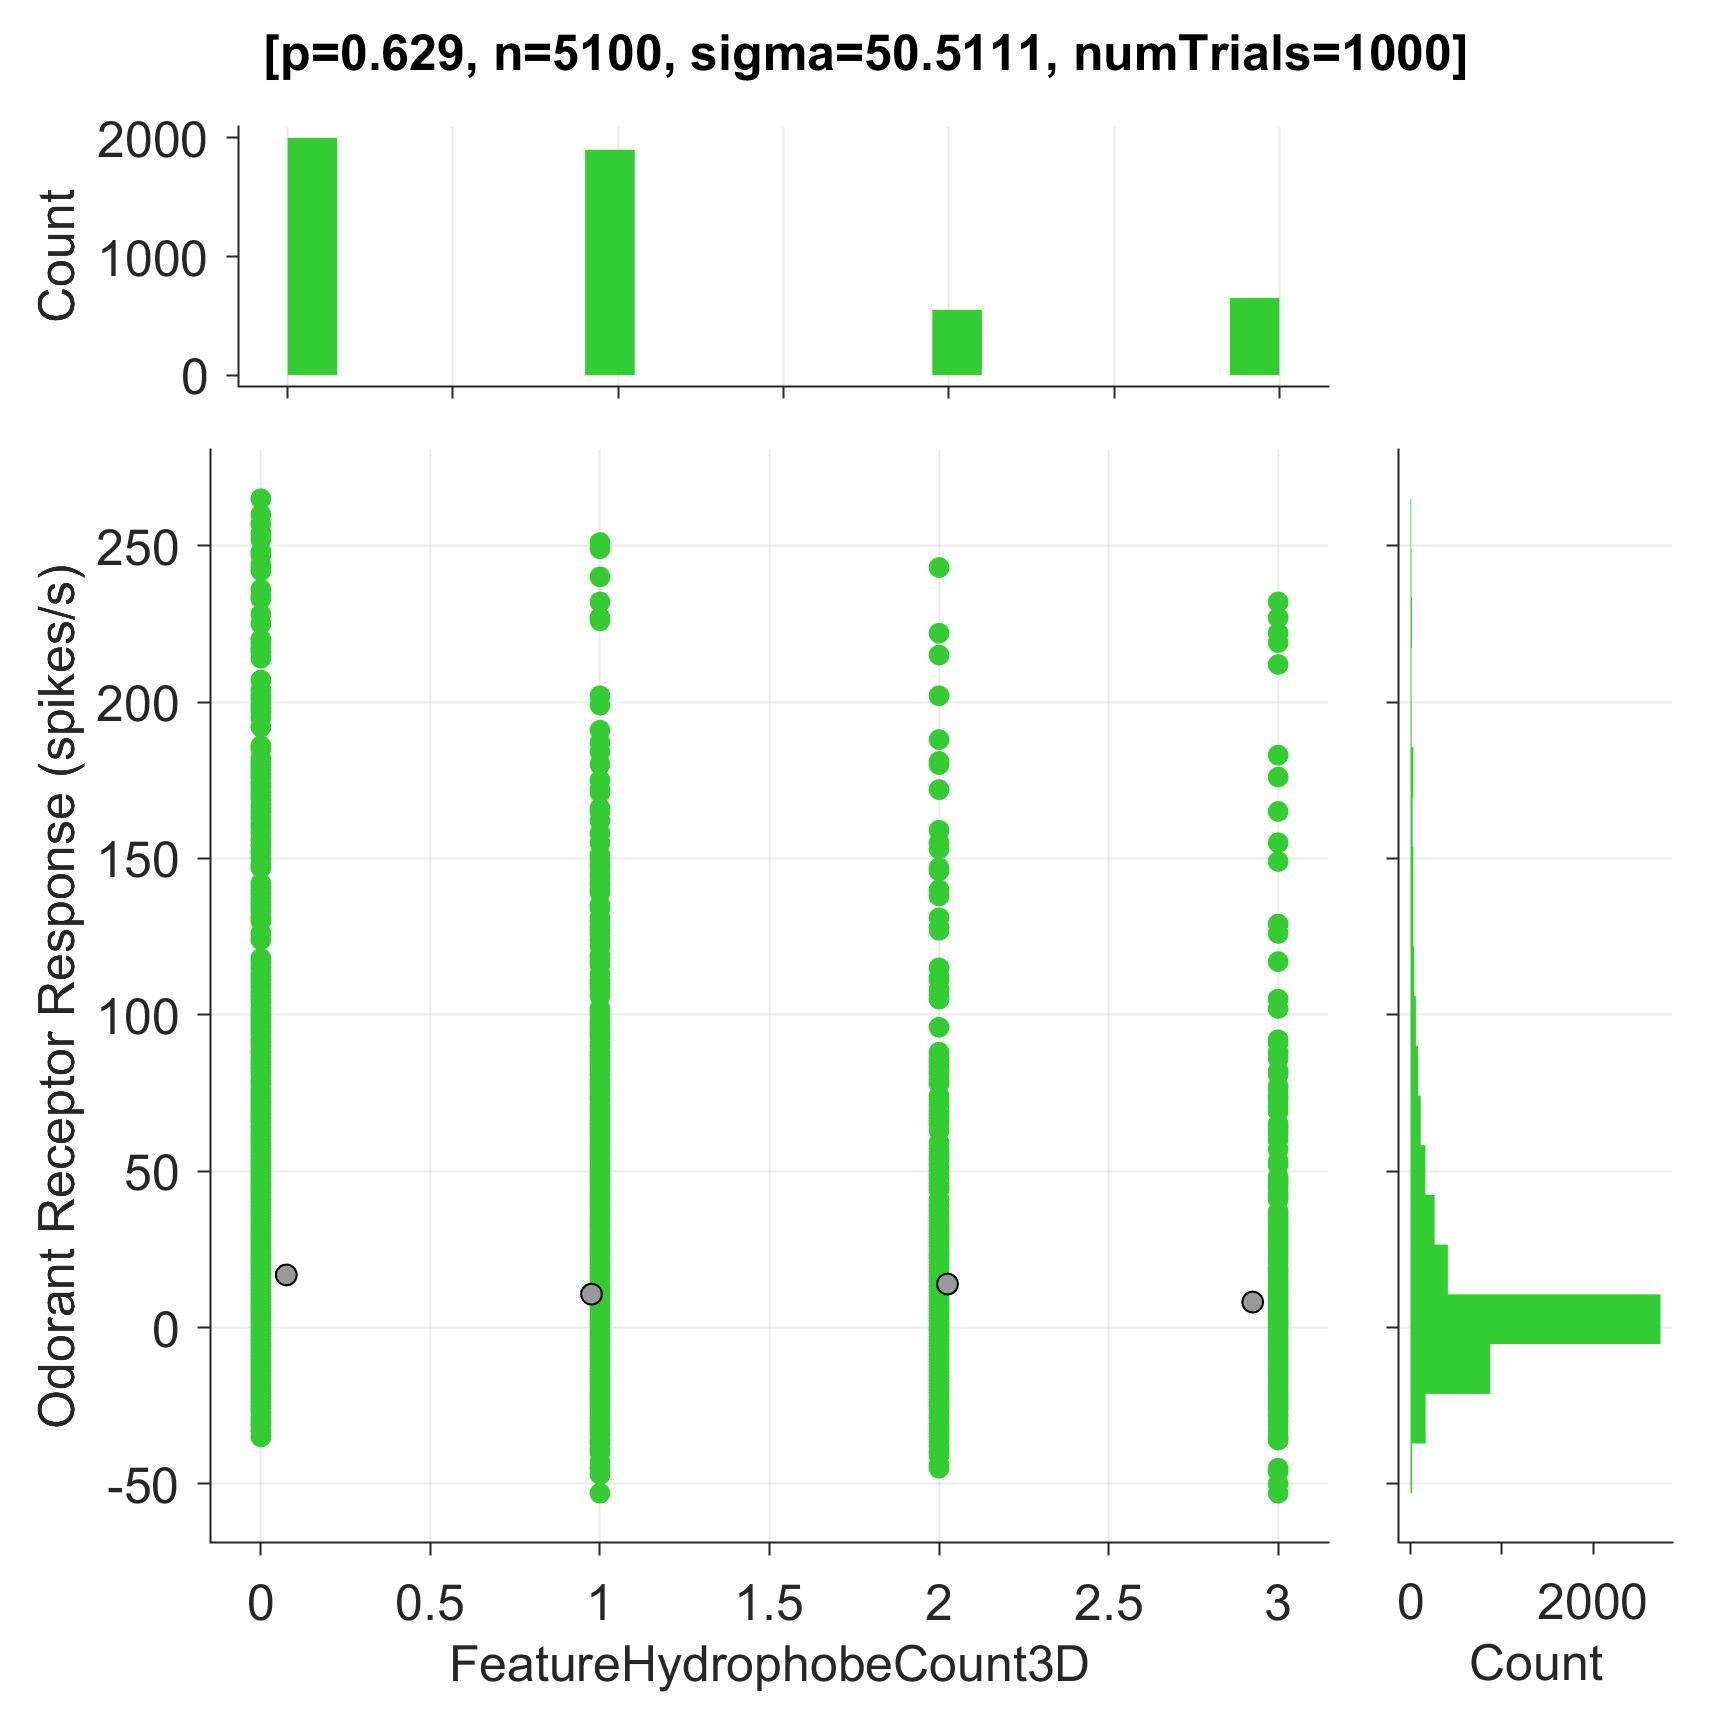 [p=0.629, n=5100, sigma=50.5111, numTrials=1000]
Count
2000
1000
0
Odorant Receptor Response (spikes/s)
250
200
150
100
50
0
-50
0 0.5 1 1.5 2 2.5 3
FeatureHydrophobeCount3D
0 2000
Count